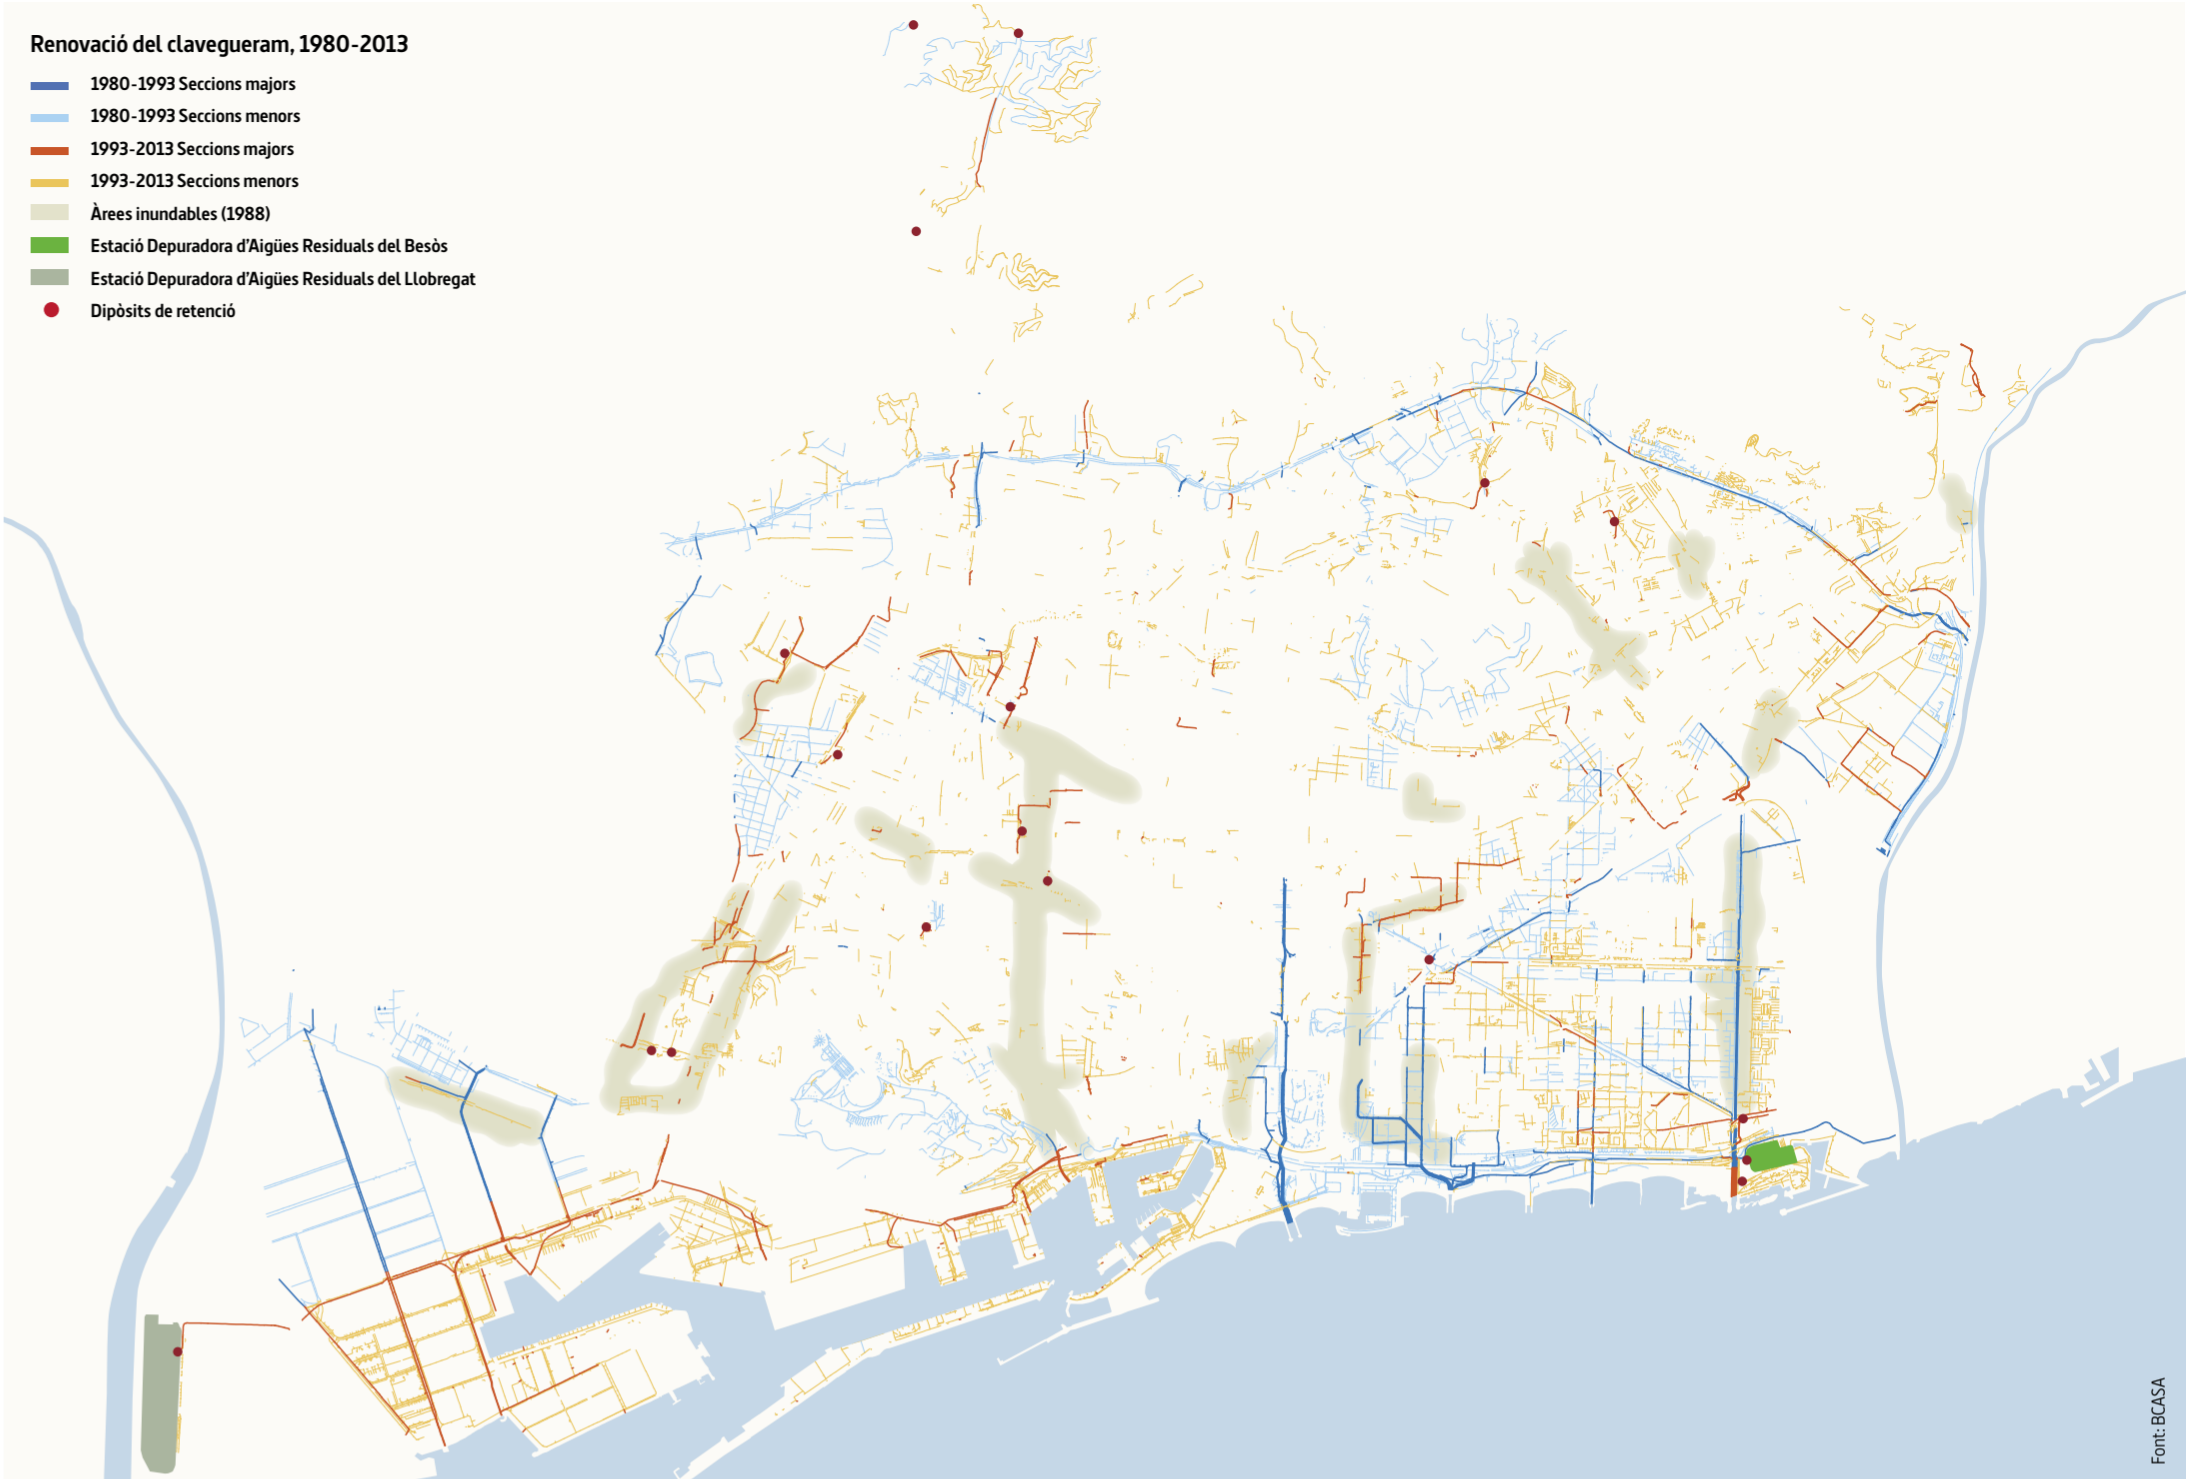 Renovació del clavegueram, 1980-2013
1980-1993 Seccions majors
1980-1993 Seccions menors
1993-2013 Seccions majors
1993-2013 Seccions menors
Àrees inundables (1988)
Estació Depuradora d'Aigües Residuals del Besòs
Estació Depuradora d'Aigües Residuals del Llobregat
Dipòsits de retenció
Font: BCASA